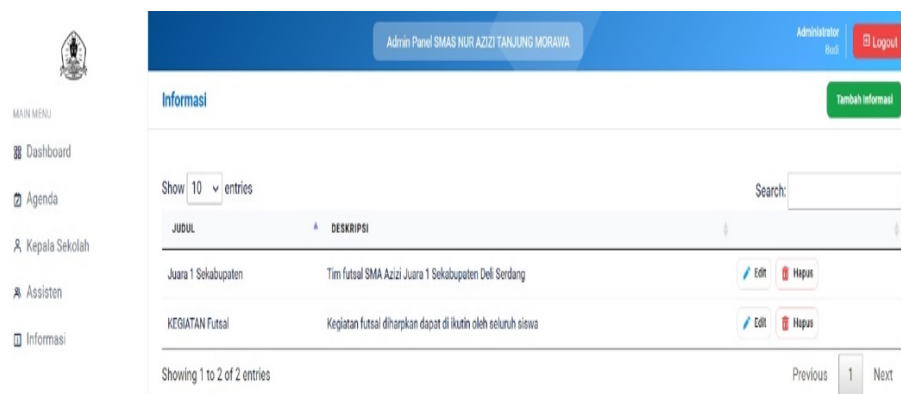 Admin Panel SMAS NUR AZIZI TANJUNG MORAWA
Administrator
Budi
Logout
MAIN MENU
Dashboard
Agenda
Kepala Sekolah
Assisten
Informasi
Informasi
Tambah Informasi
Show 10 entries
Search:
JUDUL DESKRIPSI
Juara 1 Sekabupaten Tim futsal SMA Azizi Juara 1 Sekabupaten Deli Serdang Edit Hapus
KEGIATAN Futsal Kegiatan futsal diharpkan dapat di ikutin oleh seluruh siswa Edit Hapus
Showing 1 to 2 of 2 entries
Previous 1 Next